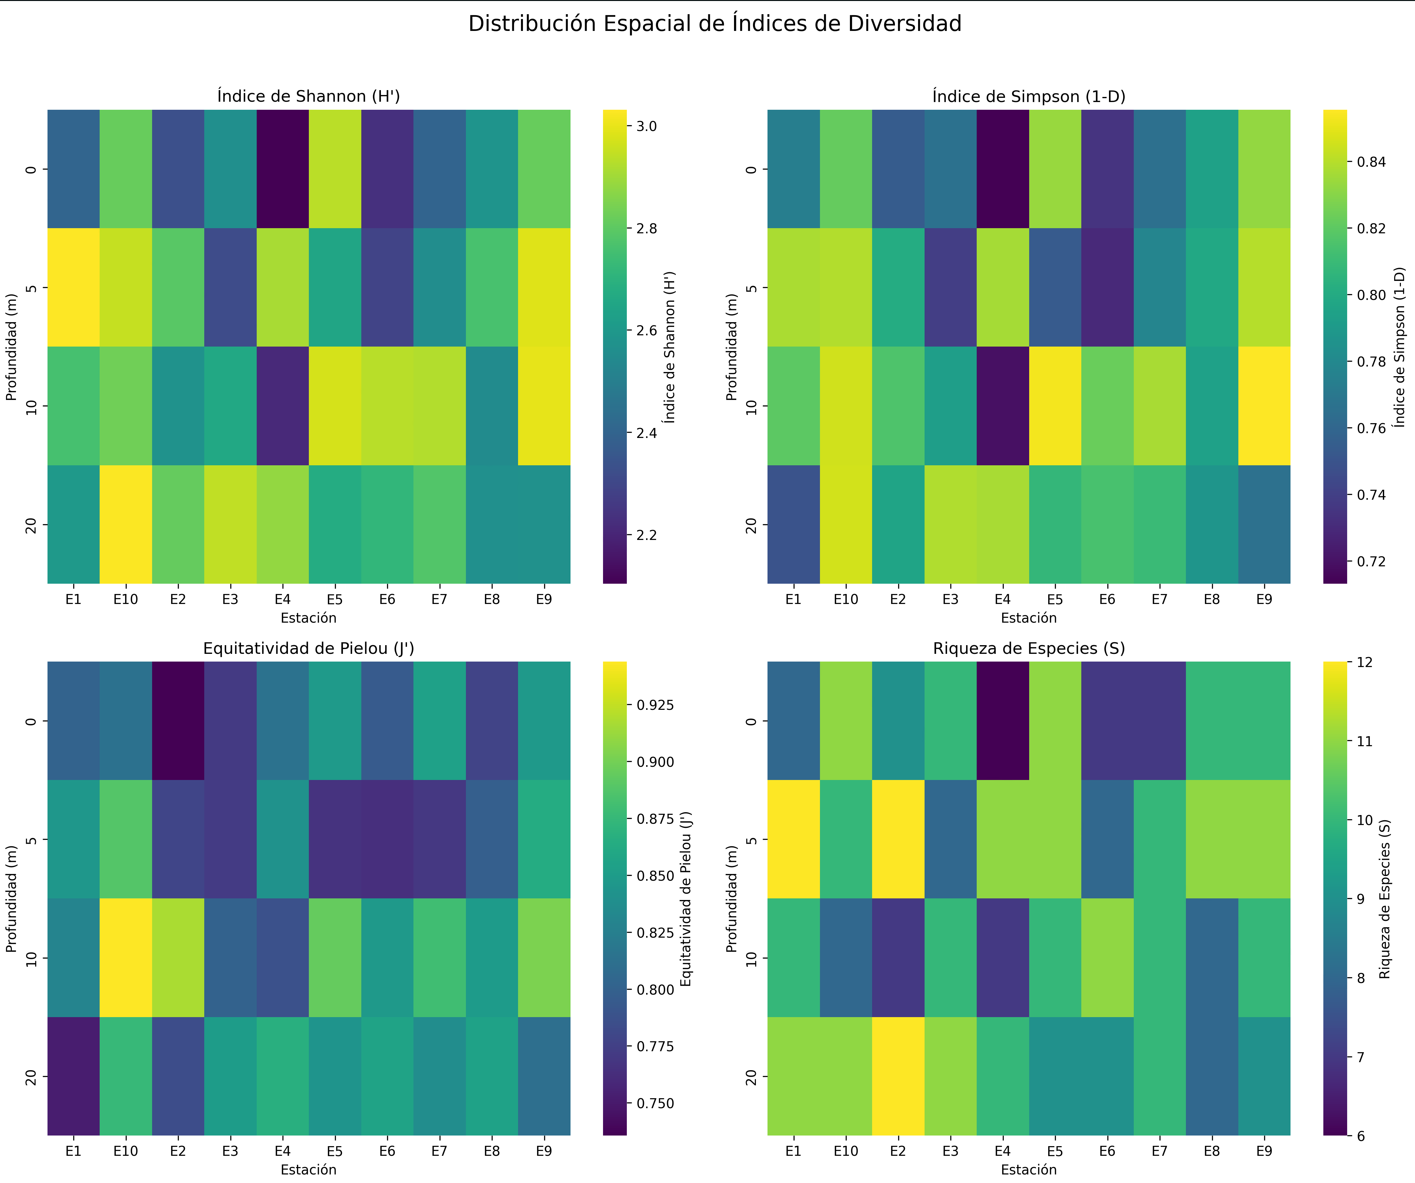 Distribución Espacial de Índices de Diversidad
Índice de Shannon (H')
Profundidad (m)
0
5
10
20
E1 E10 E2 E3 E4 E5 E6 E7 E8 E9
Estación
3.0
2.8
2.6
2.4
2.2
Índice de Shannon (H')
Índice de Simpson (1-D)
Profundidad (m)
0
5
10
20
E1 E10 E2 E3 E4 E5 E6 E7 E8 E9
Estación
0.84
0.82
0.80
0.78
0.76
0.74
0.72
Índice de Simpson (1-D)
Equitatividad de Pielou (J')
Profundidad (m)
0
5
10
20
E1 E10 E2 E3 E4 E5 E6 E7 E8 E9
Estación
0.925
0.900
0.875
0.850
0.825
0.800
0.775
0.750
Equitatividad de Pielou (J')
Riqueza de Especies (S)
Profundidad (m)
0
5
10
20
E1 E10 E2 E3 E4 E5 E6 E7 E8 E9
Estación
12
11
10
9
8
7
6
Riqueza de Especies (S)